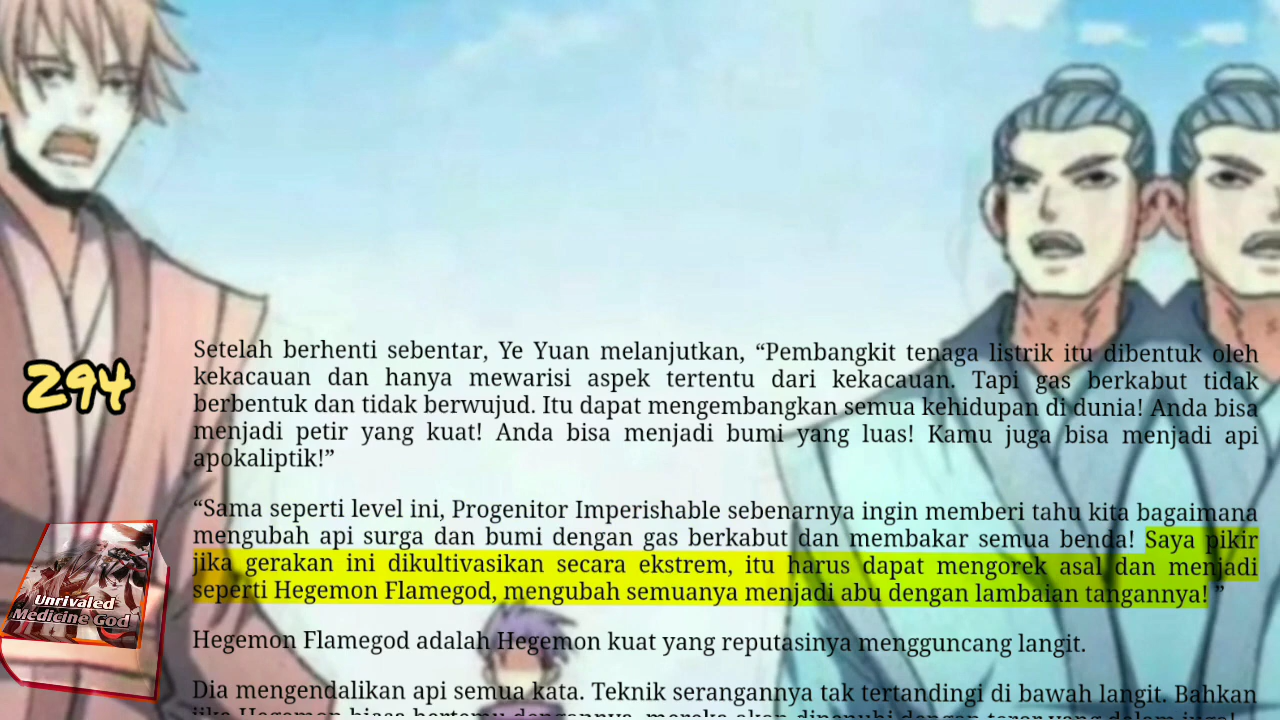 Setelah berhenti sebentar, Ye Yuan melanjutkan, “Pembangkit tenaga listrik itu dibentuk oleh
kekacauan dan hanya mewarisi aspek tertentu dari kekacauan. Tapi gas berkabut tidak
berbentuk dan tidak berwujud. Itu dapat mengembangkan semua kehidupan di dunia! Anda bisa
menjadi petir yang kuat! Anda bisa menjadi bumi yang luas! Kamu juga bisa menjadi api
apokaliptik!”
294
“Sama seperti level ini, Progenitor Imperishable sebenarnya ingin memberi tahu kita bagaimana
mengubah api surga dan bumi dengan gas berkabut dan membakar semua benda! Saya pikir
jika gerakan ini dikultivasikan secara ekstrem, itu harus dapat mengorek asal dan menjadi
seperti Hegemon Flamegod, mengubah semuanya menjadi abu dengan lambaian tangannya! ”
Unrivaled
Medicine God
Hegemon Flamegod adalah Hegemon kuat yang reputasinya mengguncang langit.
Dia mengendalikan api semua kata. Teknik serangannya tak tertandingi di bawah langit. Bahkan